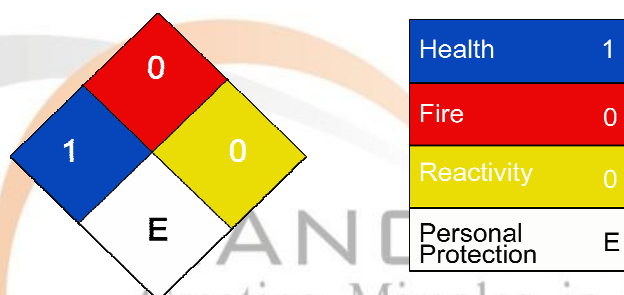 0
1
0
E
Health 1
Fire 0
Reactivity 0
Personal
Protection E